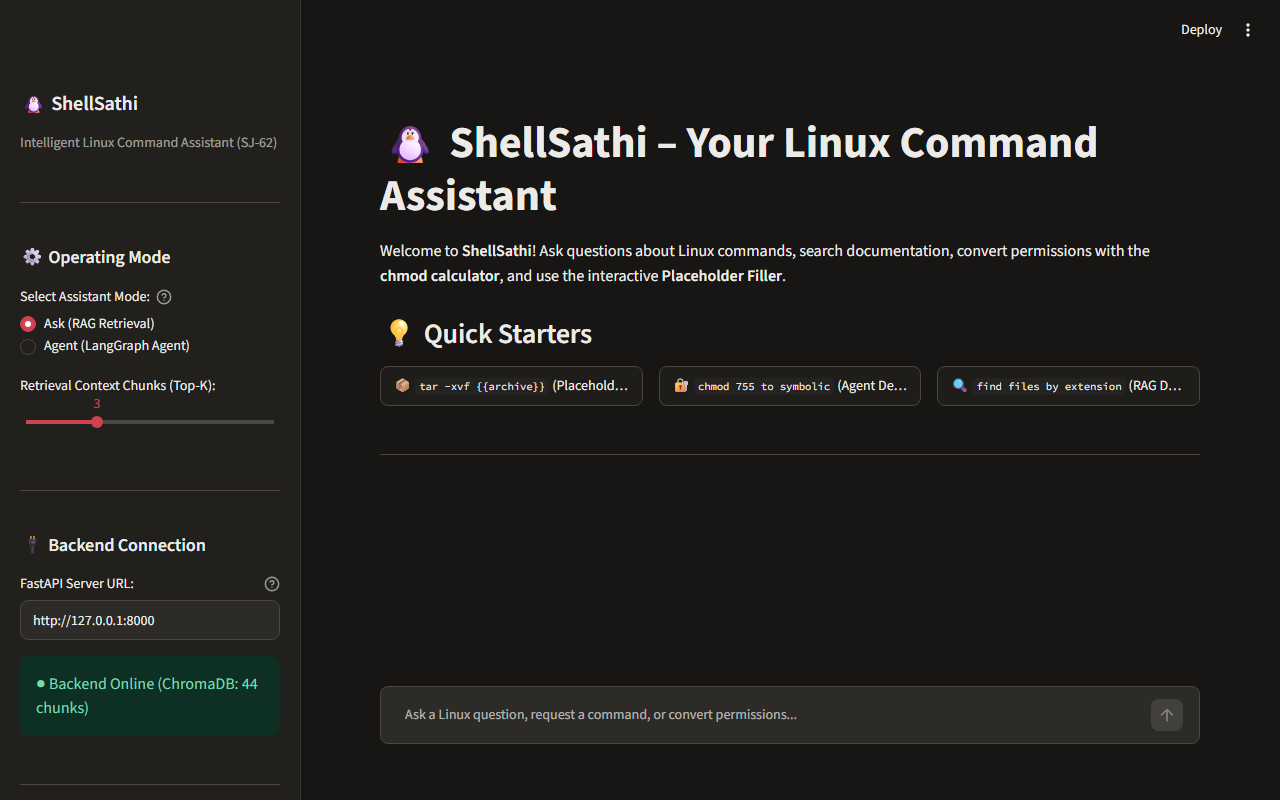 Deploy
ShellSathi
Intelligent Linux Command Assistant (SJ-62)
Operating Mode
Select Assistant Mode:
Ask (RAG Retrieval)
Agent (LangGraph Agent)
Retrieval Context Chunks (Top-K):
3
Backend Connection
FastAPI Server URL:
http://127.0.0.1:8000
Backend Online (ChromaDB: 44
chunks)
ShellSathi – Your Linux Command
Assistant
Welcome to ShellSathi! Ask questions about Linux commands, search documentation, convert permissions with the
chmod calculator, and use the interactive Placeholder Filler.
Quick Starters
tar -xvf {{archive}} (Placehold...
chmod 755 to symbolic (Agent De...
find files by extension (RAG D...
Ask a Linux question, request a command, or convert permissions...